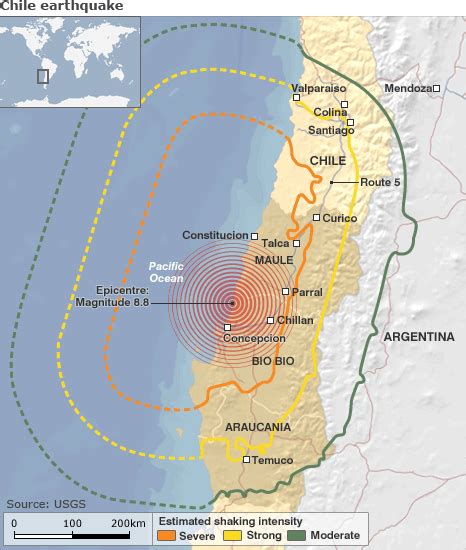 Chile earthquake
Valparaiso
Mendoza
Colina
Santiago
CHILE
Route 5
Curico
Constitucion
Talca
MAULE
Pacific
Ocean
Epicentre:
Magnitude 8.8
Parral
Chillan
Concepcion
ARGENTINA
BIO BIO
ARAUCANIA
Temuco
Source: USGS
0 100 200km
Estimated shaking intensity
Severe Strong Moderate